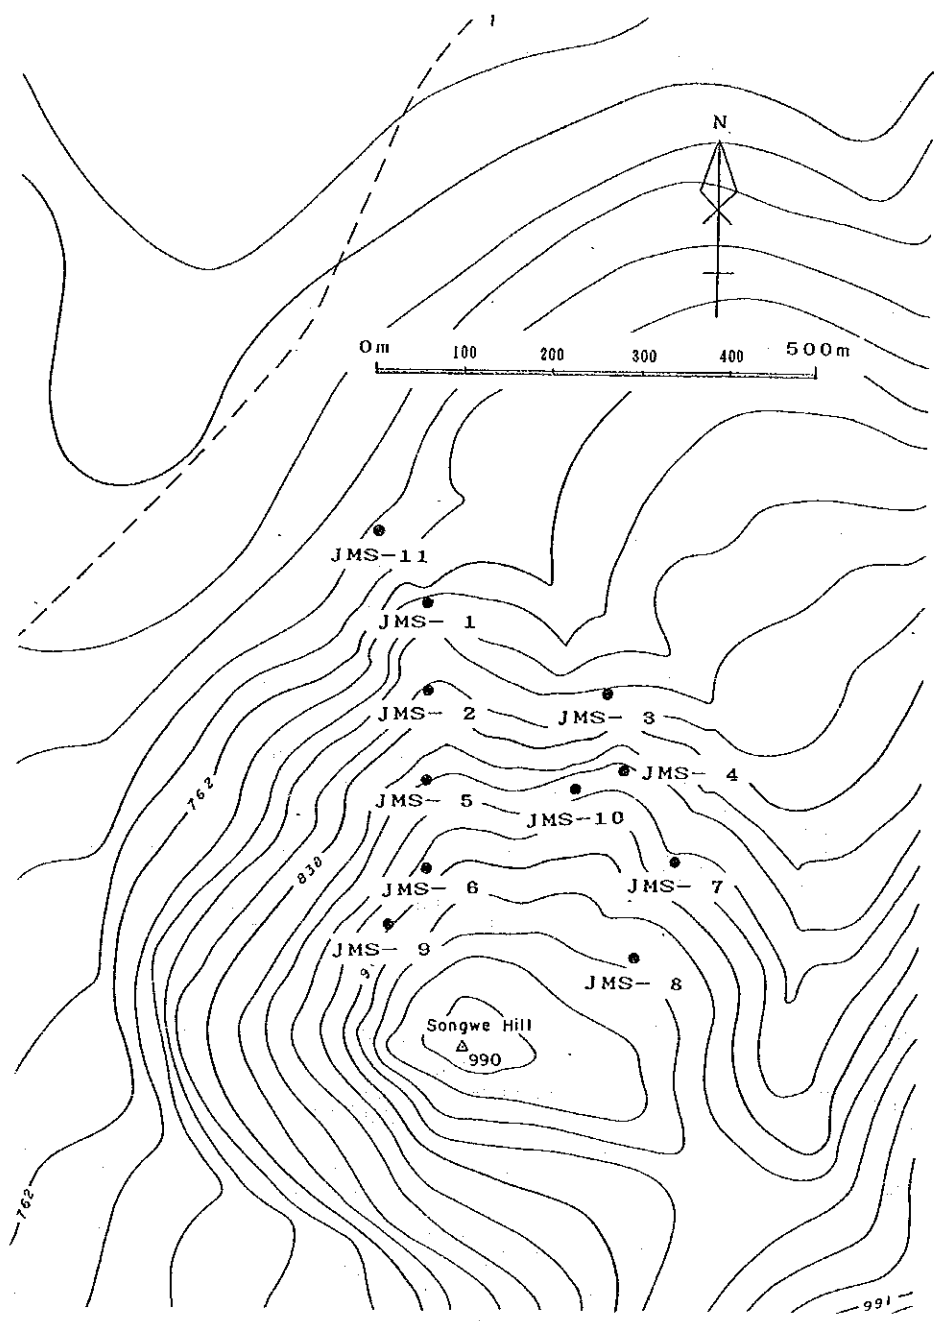 N
0m 100 200 300 400 500m
JMS-11
JMS- 1
JMS- 2
JMS- 3
JMS- 4
762
JMS- 5
JMS-10
830
JMS- 6
JMS- 7
JMS- 9
JMS- 8
Songwe Hill
990
762
991